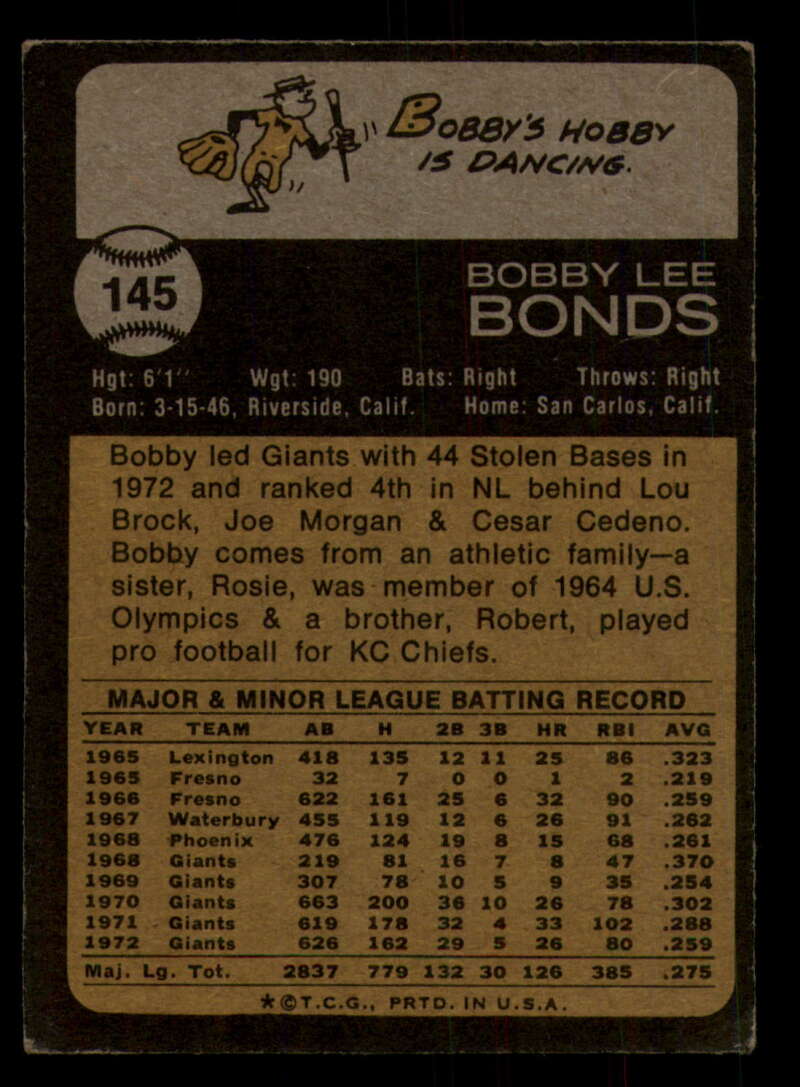 BOBBY'S HOBBY
IS DANCING.
145
BOBBY LEE
BONDS
Hgt: 6'1" Wgt: 190 Bats: Right Throws: Right
Born: 3-15-46, Riverside, Calif. Home: San Carlos, Calif.
Bobby led Giants with 44 Stolen Bases in
1972 and ranked 4th in NL behind Lou
Brock, Joe Morgan & Cesar Cedeno.
Bobby comes from an athletic family—a
sister, Rosie, was member of 1964 U.S.
Olympics & a brother, Robert, played
pro football for KC Chiefs.
MAJOR & MINOR LEAGUE BATTING RECORD
YEAR TEAM AB H 2B 3B HR RBI AVG
1965 Lexington 418 135 12 11 25 86 .323
1965 Fresno 32 7 0 0 1 2 .219
1966 Fresno 622 161 25 6 32 90 .259
1967 Waterbury 455 119 12 6 26 91 .262
1968 Phoenix 476 124 19 8 15 68 .261
1968 Giants 219 81 16 7 8 47 .370
1969 Giants 307 78 10 5 9 35 .254
1970 Giants 663 200 36 10 26 78 .302
1971 Giants 619 178 32 4 33 102 .288
1972 Giants 626 162 29 5 26 80 .259
Maj. Lg. Tot. 2837 779 132 30 126 385 .275
*©T.C.G., PRTD. IN U.S.A.